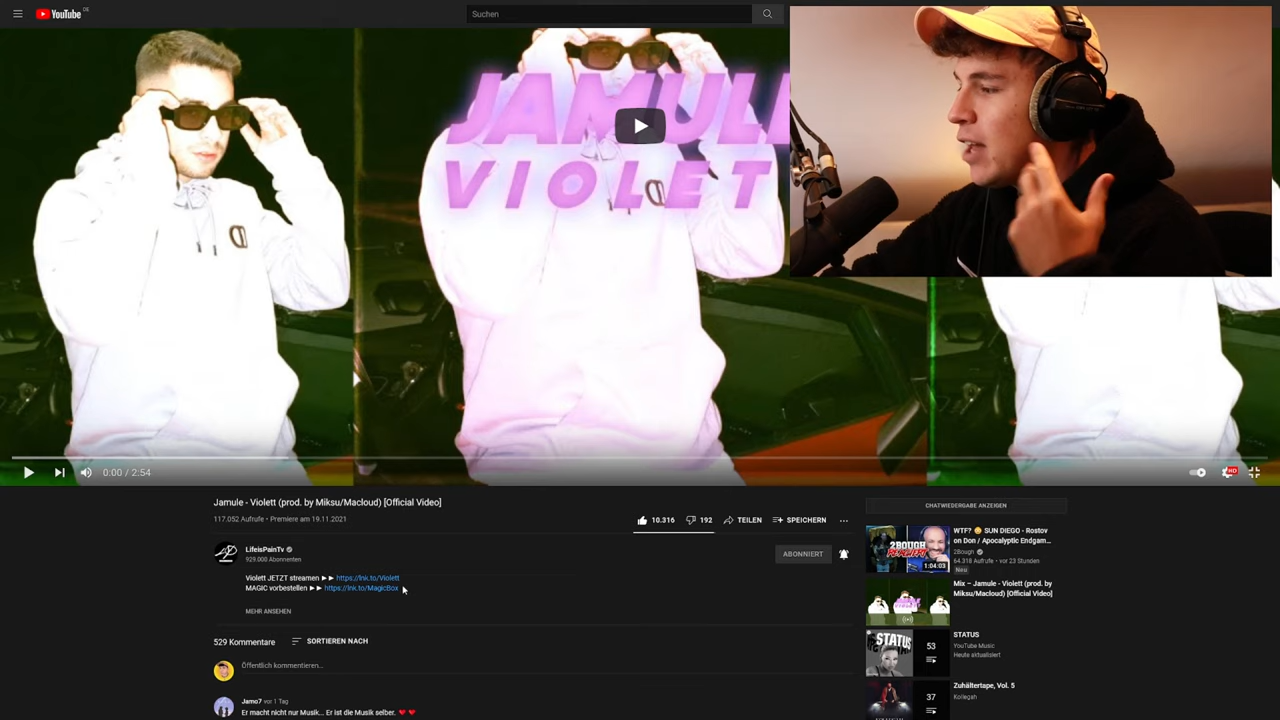 YouTube DE
Suchen
JAMULE
VIOLETT
0:00 / 2:54
HD
Jamule - Violett (prod. by Miksu/Macloud) [Official Video]
117.052 Aufrufe • Premiere am 19.11.2021
10.316
192
TEILEN
SPEICHERN
LifeisPainTv
929.000 Abonnenten
ABONNIERT
Violett JETZT streamen ►► https://lnk.to/Violett
MAGIC vorbestellen ►► https://lnk.to/MagicBox
MEHR ANSEHEN
529 Kommentare
SORTIEREN NACH
Öffentlich kommentieren...
Jamo7 vor 1 Tag
Er macht nicht nur Musik... Er ist die Musik selber. ❤️ ❤️
CHATWIEDERGABE ANZEIGEN
2BOUGH
1:04:03
WTF? 😳 SUN DIEGO - Rostov
on Don / Apocalyptic Endgam...
2Bough
64.318 Aufrufe • vor 23 Stunden
Neu
Mix – Jamule - Violett (prod. by
Miksu/Macloud) [Official Video]
STATUS
53
STATUS
YouTube Music
Heute aktualisiert
37
Zuhältertape, Vol. 5
Kollegah